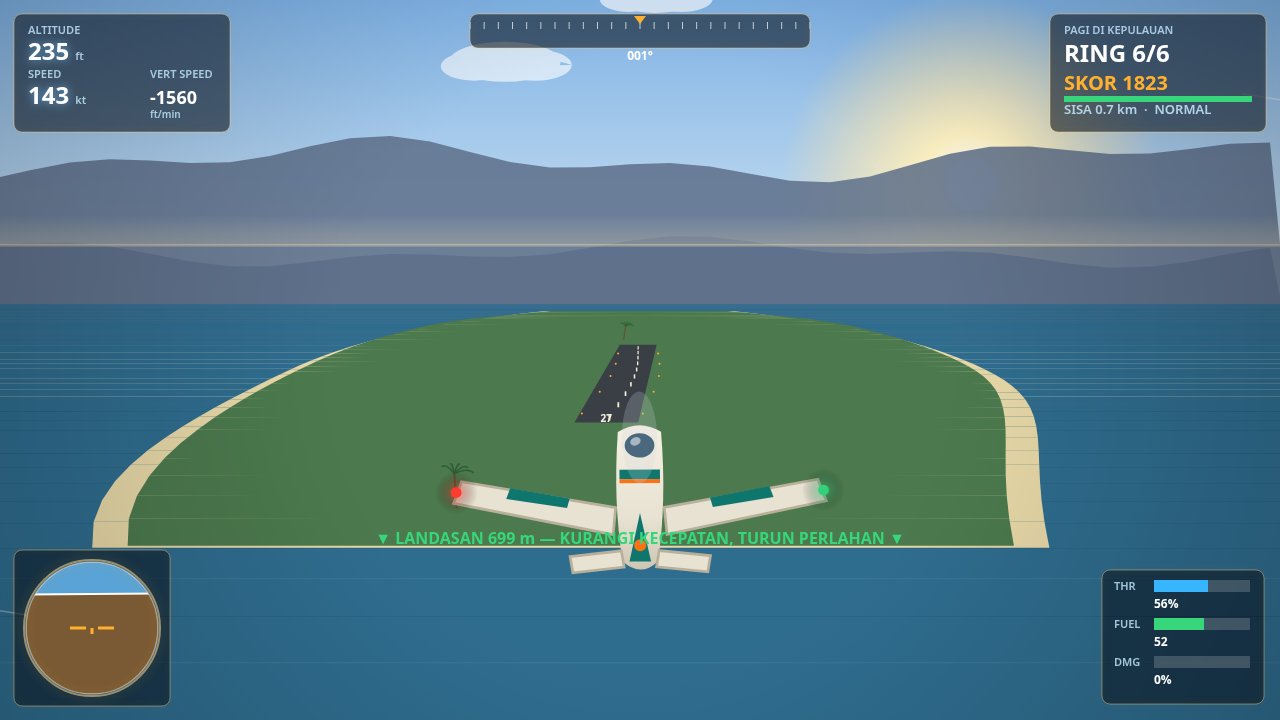 ALTITUDE
235 ft
SPEED
143 kt
VERT SPEED
-1560
ft/min
001°
PAGI DI KEPULAUAN
RING 6/6
SKOR 1823
SISA 0.7 km · NORMAL
27
▼ LANDASAN 699 m — KURANGI KECEPATAN, TURUN PERLAHAN ▼
THR
56%
FUEL
52
DMG
0%